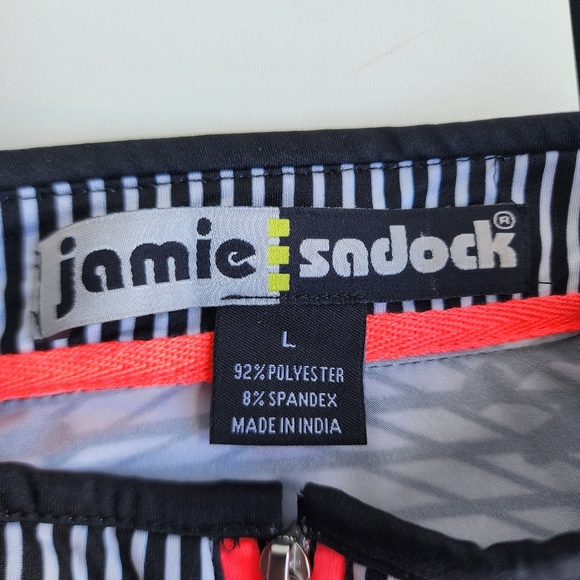 jamie sadock®
L
92% POLYESTER
8% SPANDEX
MADE IN INDIA